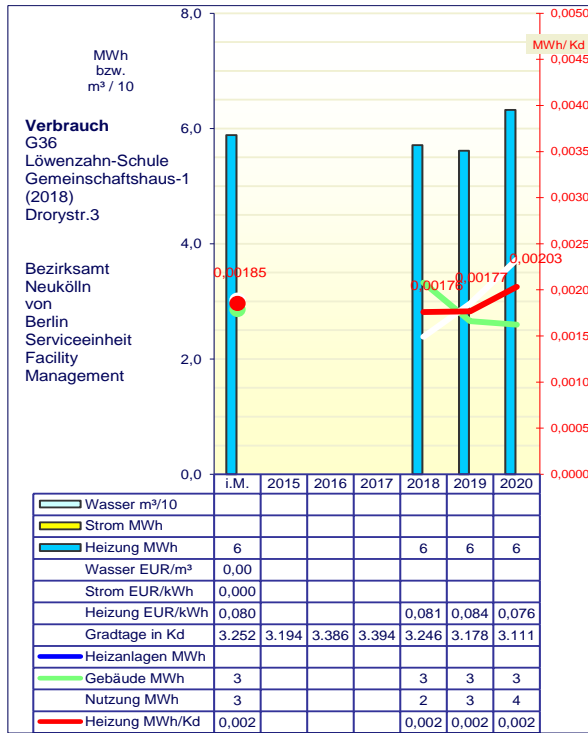 8,0
0,0050
MWh
bzw.
m³ / 10
MWh/ Kd
0,0045
0,0040
Verbrauch
G36
Löwenzahn-Schule
Gemeinschaftshaus-1
(2018)
Drorystr.3
6,0
0,0035
0,0030
4,0
0,0025
Bezirksamt
Neukölln
von
Berlin
Serviceeinheit
Facility
Management
0,00185
0,00176
0,00177
0,00203
0,0020
0,0015
2,0
0,0010
0,0005
0,0
0,0000
i.M. 2015 2016 2017 2018 2019 2020
Wasser m³/10
Strom MWh
Heizung MWh 6 6 6 6
Wasser EUR/m³ 0,00
Strom EUR/kWh 0,000
Heizung EUR/kWh 0,080 0,081 0,084 0,076
Gradtage in Kd 3.252 3.194 3.386 3.394 3.246 3.178 3.111
Heizanlagen MWh
Gebäude MWh 3 3 3 3
Nutzung MWh 3 2 3 4
Heizung MWh/Kd 0,002 0,002 0,002 0,002